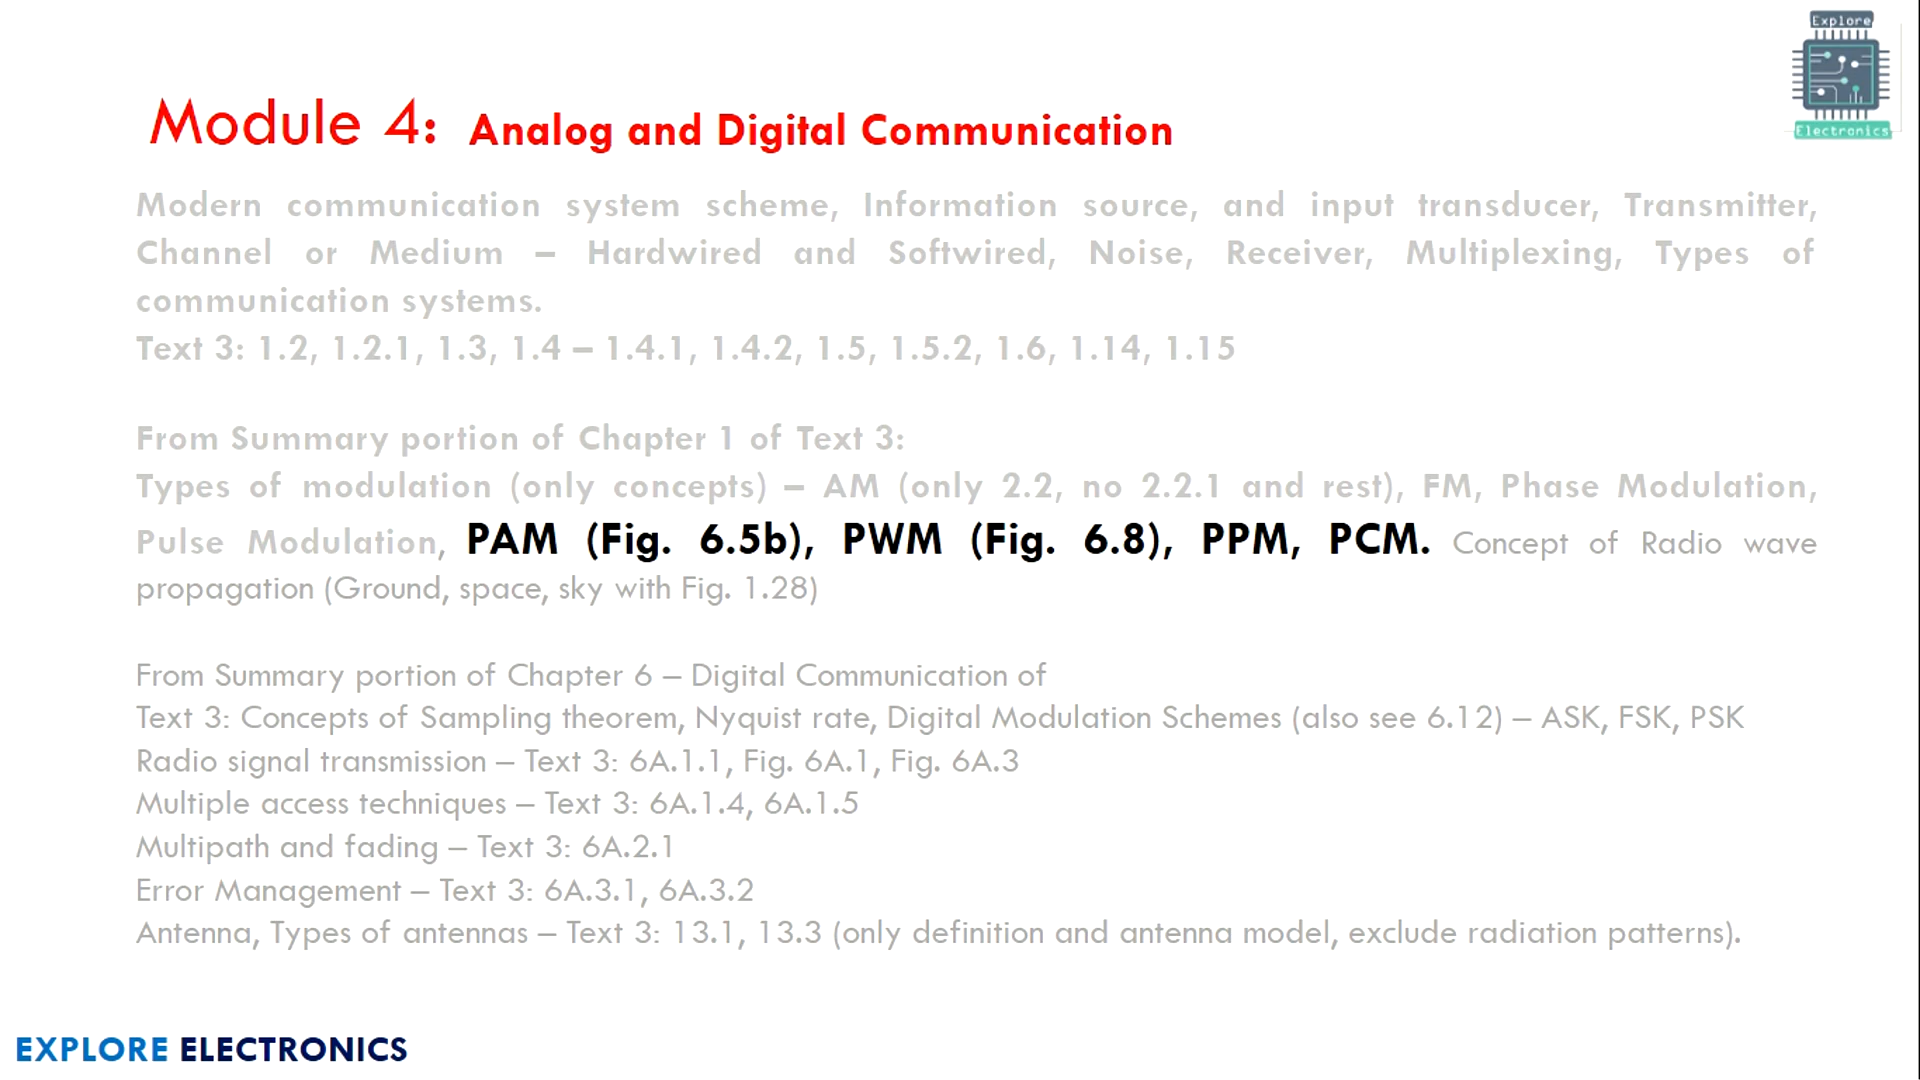 Explore
Electronics
Module 4: Analog and Digital Communication
Modern communication system scheme, Information source, and input transducer, Transmitter,
Channel or Medium – Hardwired and Softwired, Noise, Receiver, Multiplexing, Types of
communication systems.
Text 3: 1.2, 1.2.1, 1.3, 1.4 – 1.4.1, 1.4.2, 1.5, 1.5.2, 1.6, 1.14, 1.15
From Summary portion of Chapter 1 of Text 3:
Types of modulation (only concepts) – AM (only 2.2, no 2.2.1 and rest), FM, Phase Modulation,
Pulse Modulation, PAM (Fig. 6.5b), PWM (Fig. 6.8), PPM, PCM. Concept of Radio wave
propagation (Ground, space, sky with Fig. 1.28)
From Summary portion of Chapter 6 – Digital Communication of
Text 3: Concepts of Sampling theorem, Nyquist rate, Digital Modulation Schemes (also see 6.12) – ASK, FSK, PSK
Radio signal transmission – Text 3: 6A.1.1, Fig. 6A.1, Fig. 6A.3
Multiple access techniques – Text 3: 6A.1.4, 6A.1.5
Multipath and fading – Text 3: 6A.2.1
Error Management – Text 3: 6A.3.1, 6A.3.2
Antenna, Types of antennas – Text 3: 13.1, 13.3 (only definition and antenna model, exclude radiation patterns).
EXPLORE ELECTRONICS